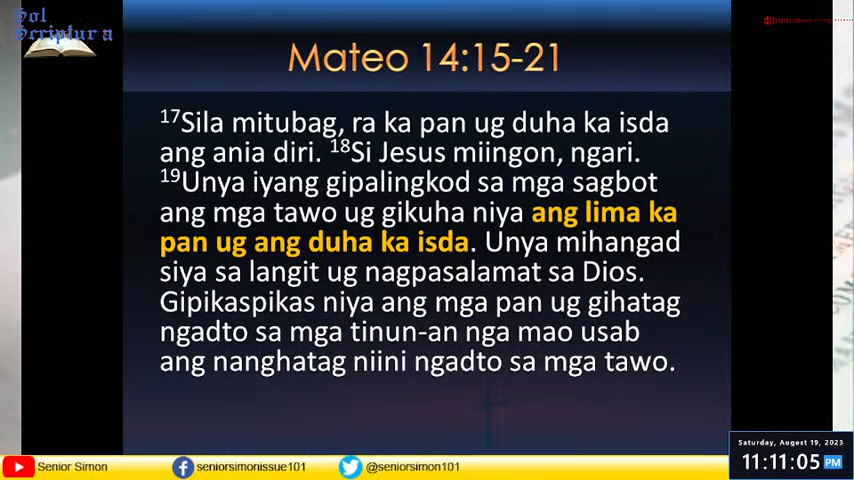 Sol
Scriptura
Mateo 14:15-21
17Sila mitubag, ra ka pan ug duha ka isda
ang ania diri. 18Si Jesus miingon, ngari.
19Unya iyang gipalingkod sa mga sagbot
ang mga tawo ug gikuha niya ang lima ka
pan ug ang duha ka isda. Unya mihangad
siya sa langit ug nagpasalamat sa Dios.
Gipikaspikas niya ang mga pan ug gihatag
ngadto sa mga tinun-an nga mao usab
ang nanghatag niini ngadto sa mga tawo.
Senior Simon
seniorsimonissue101
@seniorsimon101
Saturday, Augest 19, 2023
11:11:05 PM